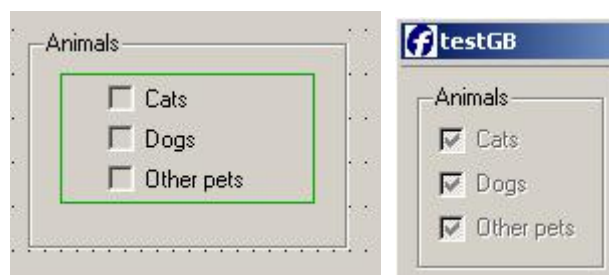 Animals
Cats
Dogs
Other pets
testGB
Animals
Cats
Dogs
Other pets